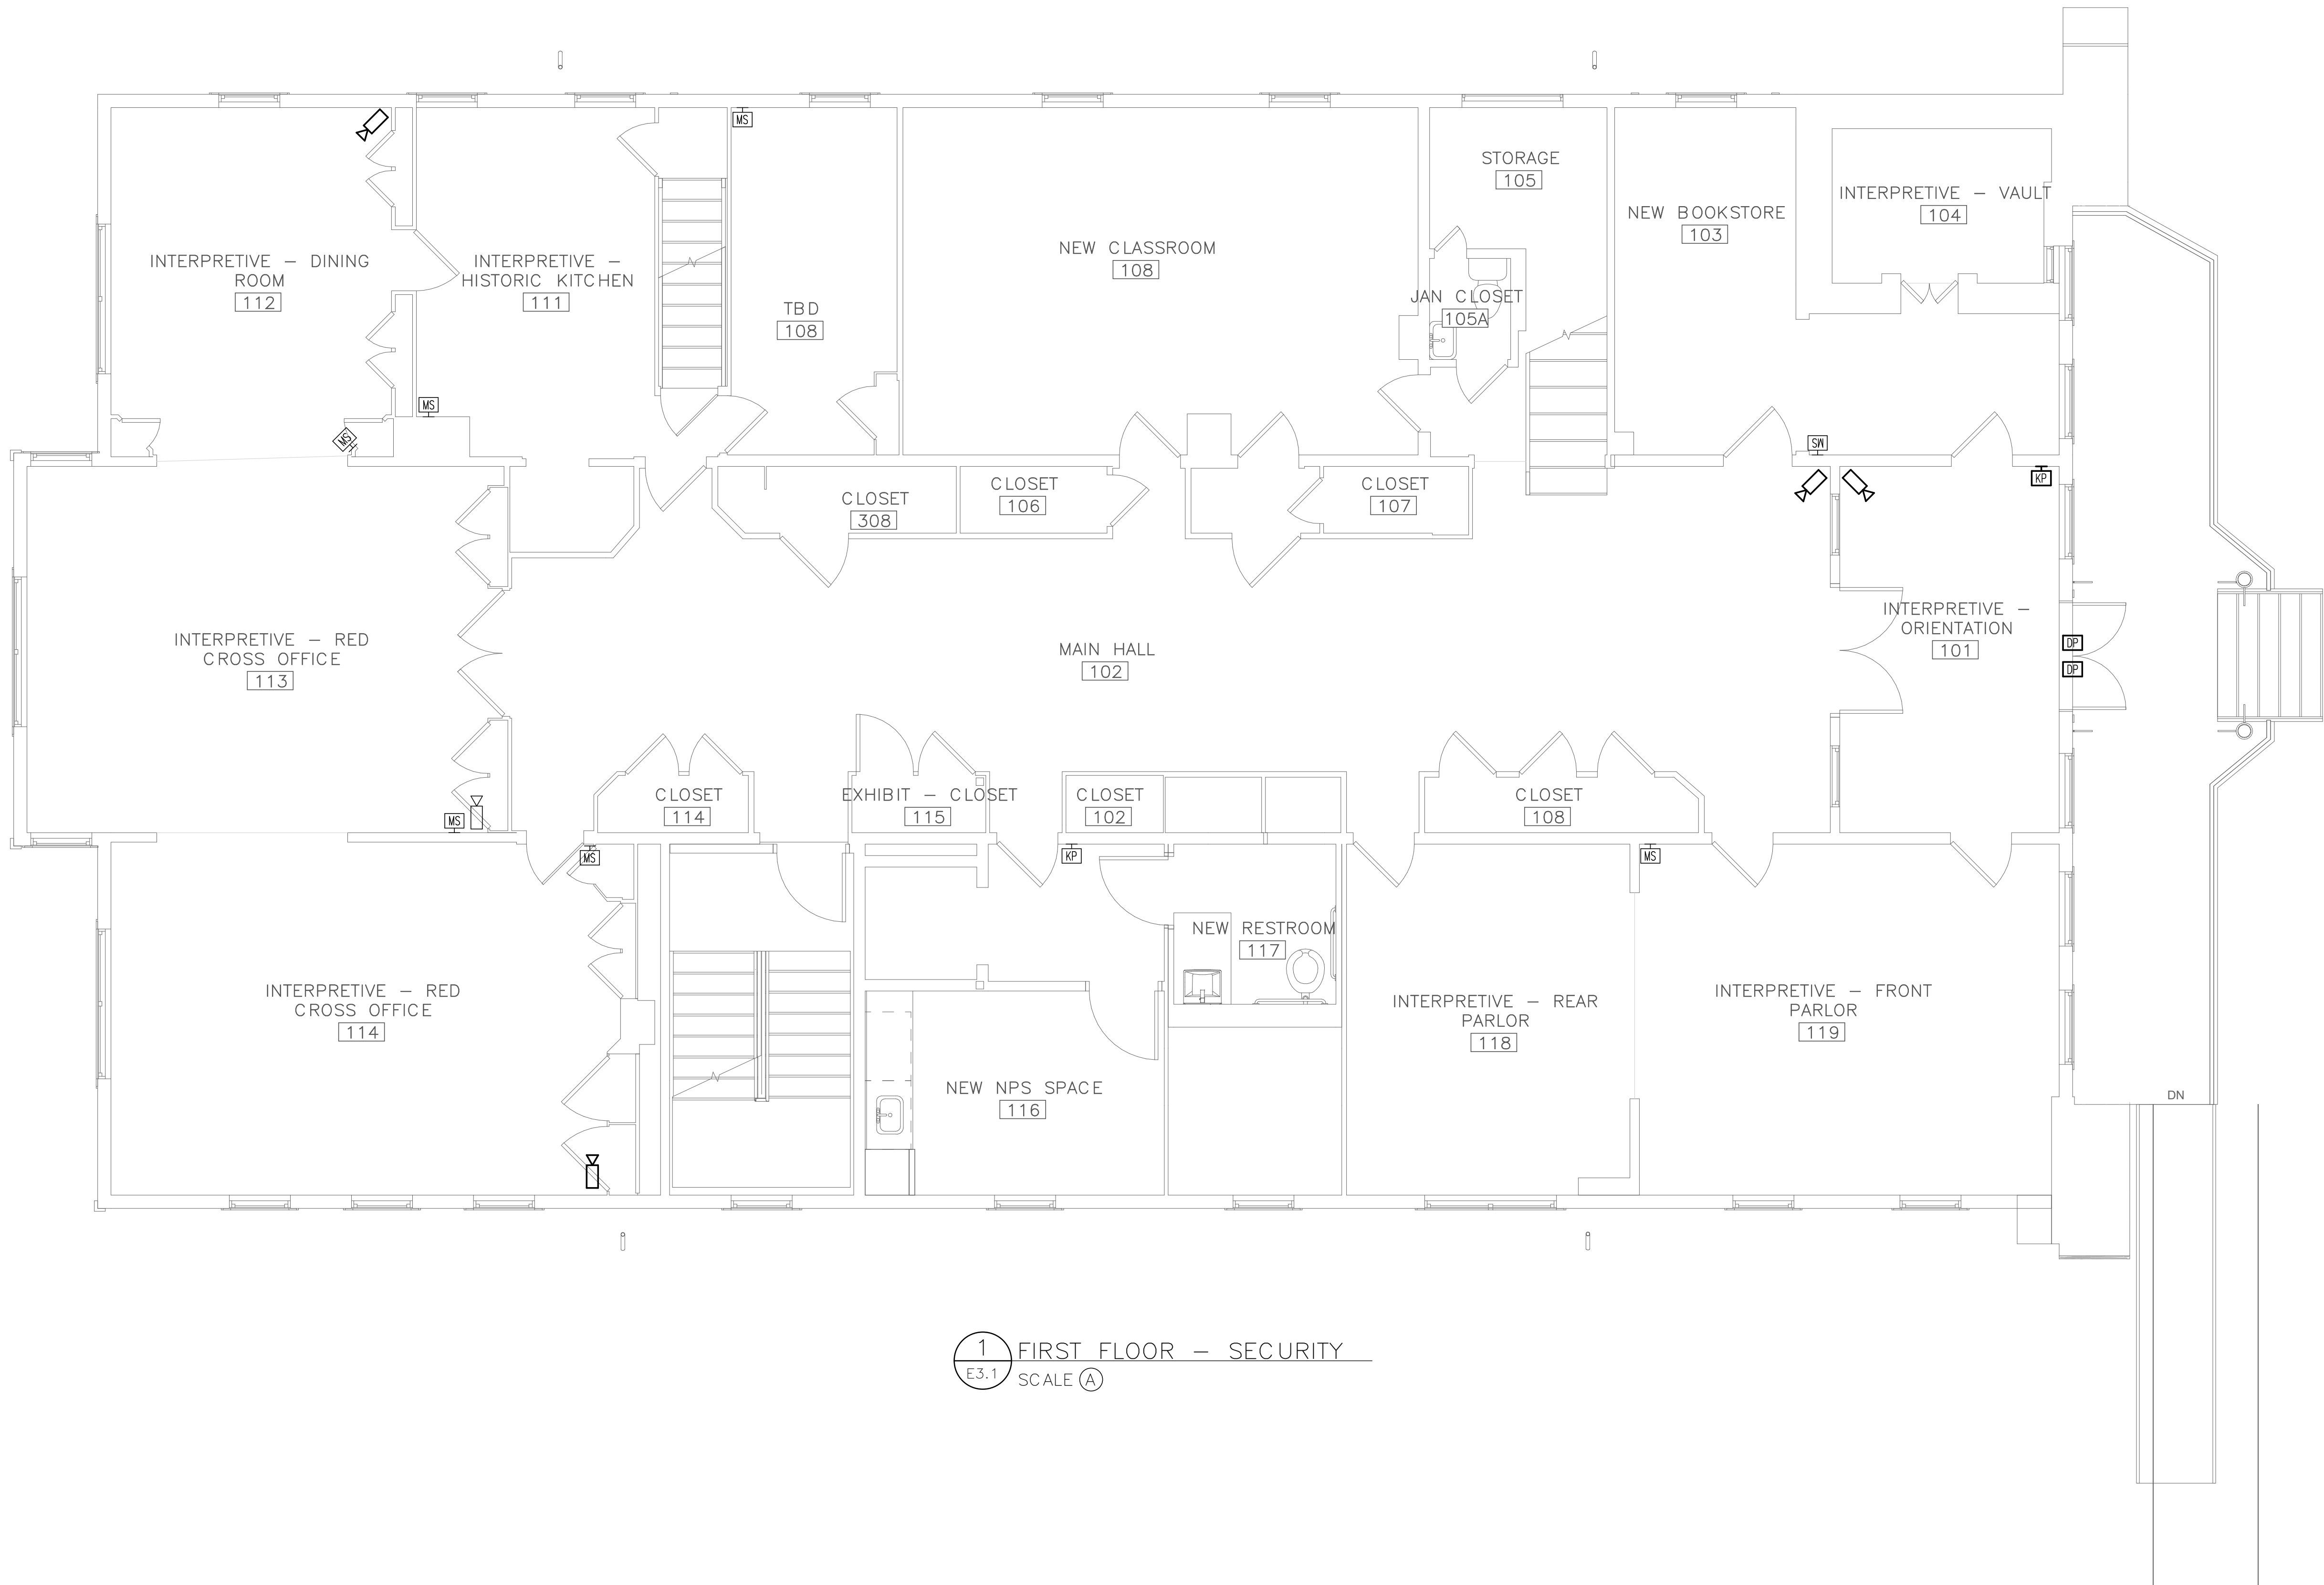 MS
STORAGE
105
INTERPRETIVE – VAULT
104
NEW BOOKSTORE
103
NEW CLASSROOM
108
INTERPRETIVE – DINING
ROOM
112
INTERPRETIVE –
HISTORIC KITCHEN
111
JAN CLOSET
105A
TBD
108
MS
MS
SW
KP
CLOSET
308
CLOSET
106
CLOSET
107
INTERPRETIVE – RED
CROSS OFFICE
113
MAIN HALL
102
INTERPRETIVE –
ORIENTATION
101
DP
DP
CLOSET
114
EXHIBIT – CLOSET
115
CLOSET
102
CLOSET
108
MS
MS
KP
MS
NEW RESTROOM
117
INTERPRETIVE – RED
CROSS OFFICE
114
INTERPRETIVE – REAR
PARLOR
118
INTERPRETIVE – FRONT
PARLOR
119
NEW NPS SPACE
116
DN
1
E3.1
FIRST FLOOR – SECURITY
SCALE A